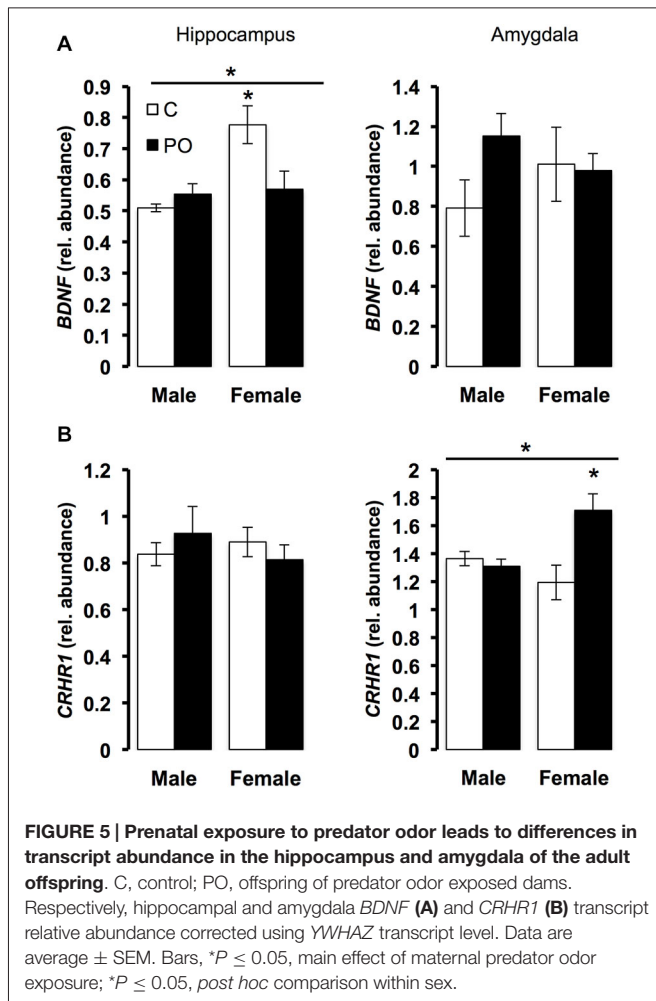 Hippocampus
Amygdala
A
*
*
C
PO
BDNF (rel. abundance)
0.9
0.8
0.7
0.6
0.5
0.4
0.3
0.2
0.1
0
Male Female
BDNF (rel. abundance)
1.4
1.2
1
0.8
0.6
0.4
0.2
0
Male Female
B
CRHR1 (rel. abundance)
1.2
1
0.8
0.6
0.4
0.2
0
Male Female
*
*
CRHR1 (rel. abundance)
2
1.8
1.6
1.4
1.2
1
0.8
0.6
0.4
0.2
0
Male Female
FIGURE 5 | Prenatal exposure to predator odor leads to differences in
transcript abundance in the hippocampus and amygdala of the adult
offspring. C, control; PO, offspring of predator odor exposed dams.
Respectively, hippocampal and amygdala BDNF (A) and CRHR1 (B) transcript
relative abundance corrected using YWHAZ transcript level. Data are
average ± SEM. Bars, *P ≤ 0.05, main effect of maternal predator odor
exposure; *P ≤ 0.05, post hoc comparison within sex.